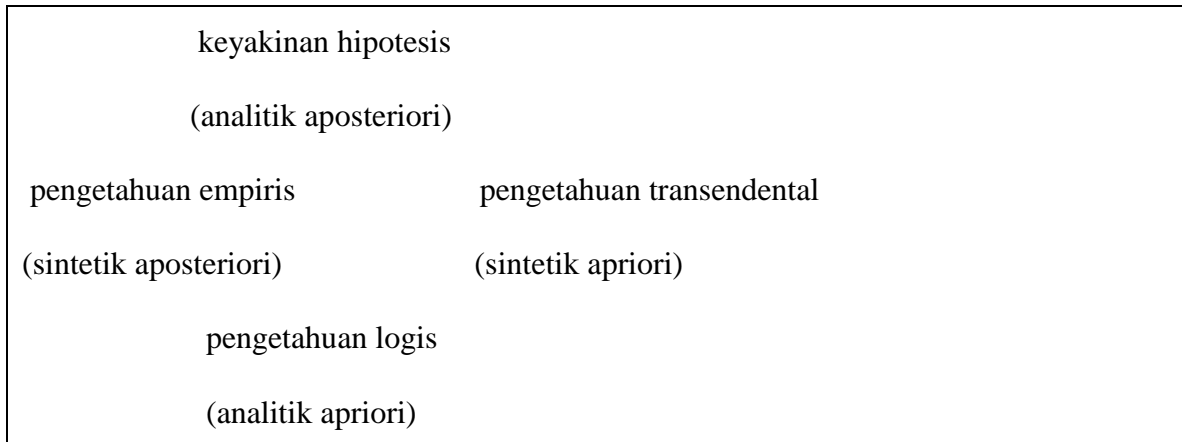 keyakinan hipotesis
(analitik aposteriori)
pengetahuan empiris pengetahuan transendental
(sintetik aposteriori) (sintetik apriori)
pengetahuan logis
(analitik apriori)